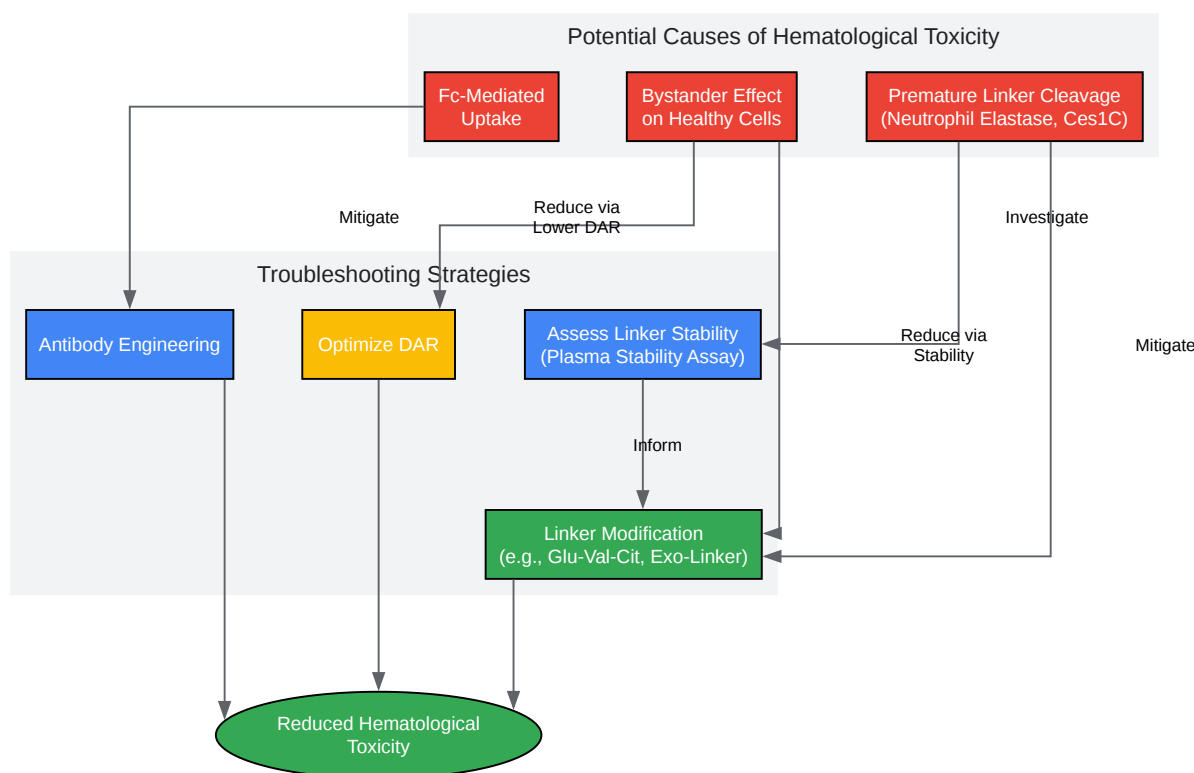 Potential Causes of Hematological Toxicity
Fc-Mediated
Uptake
Bystander Effect
on Healthy Cells
Premature Linker Cleavage
(Neutrophil Elastase, Ces1C)
Mitigate
Reduce via
Lower DAR
Investigate
Troubleshooting Strategies
Antibody Engineering
Optimize DAR
Assess Linker Stability
(Plasma Stability Assay)
Reduce via
Stability
Mitigate
Inform
Linker Modification
(e.g., Glu-Val-Cit, Exo-Linker)
Reduced Hematological
Toxicity